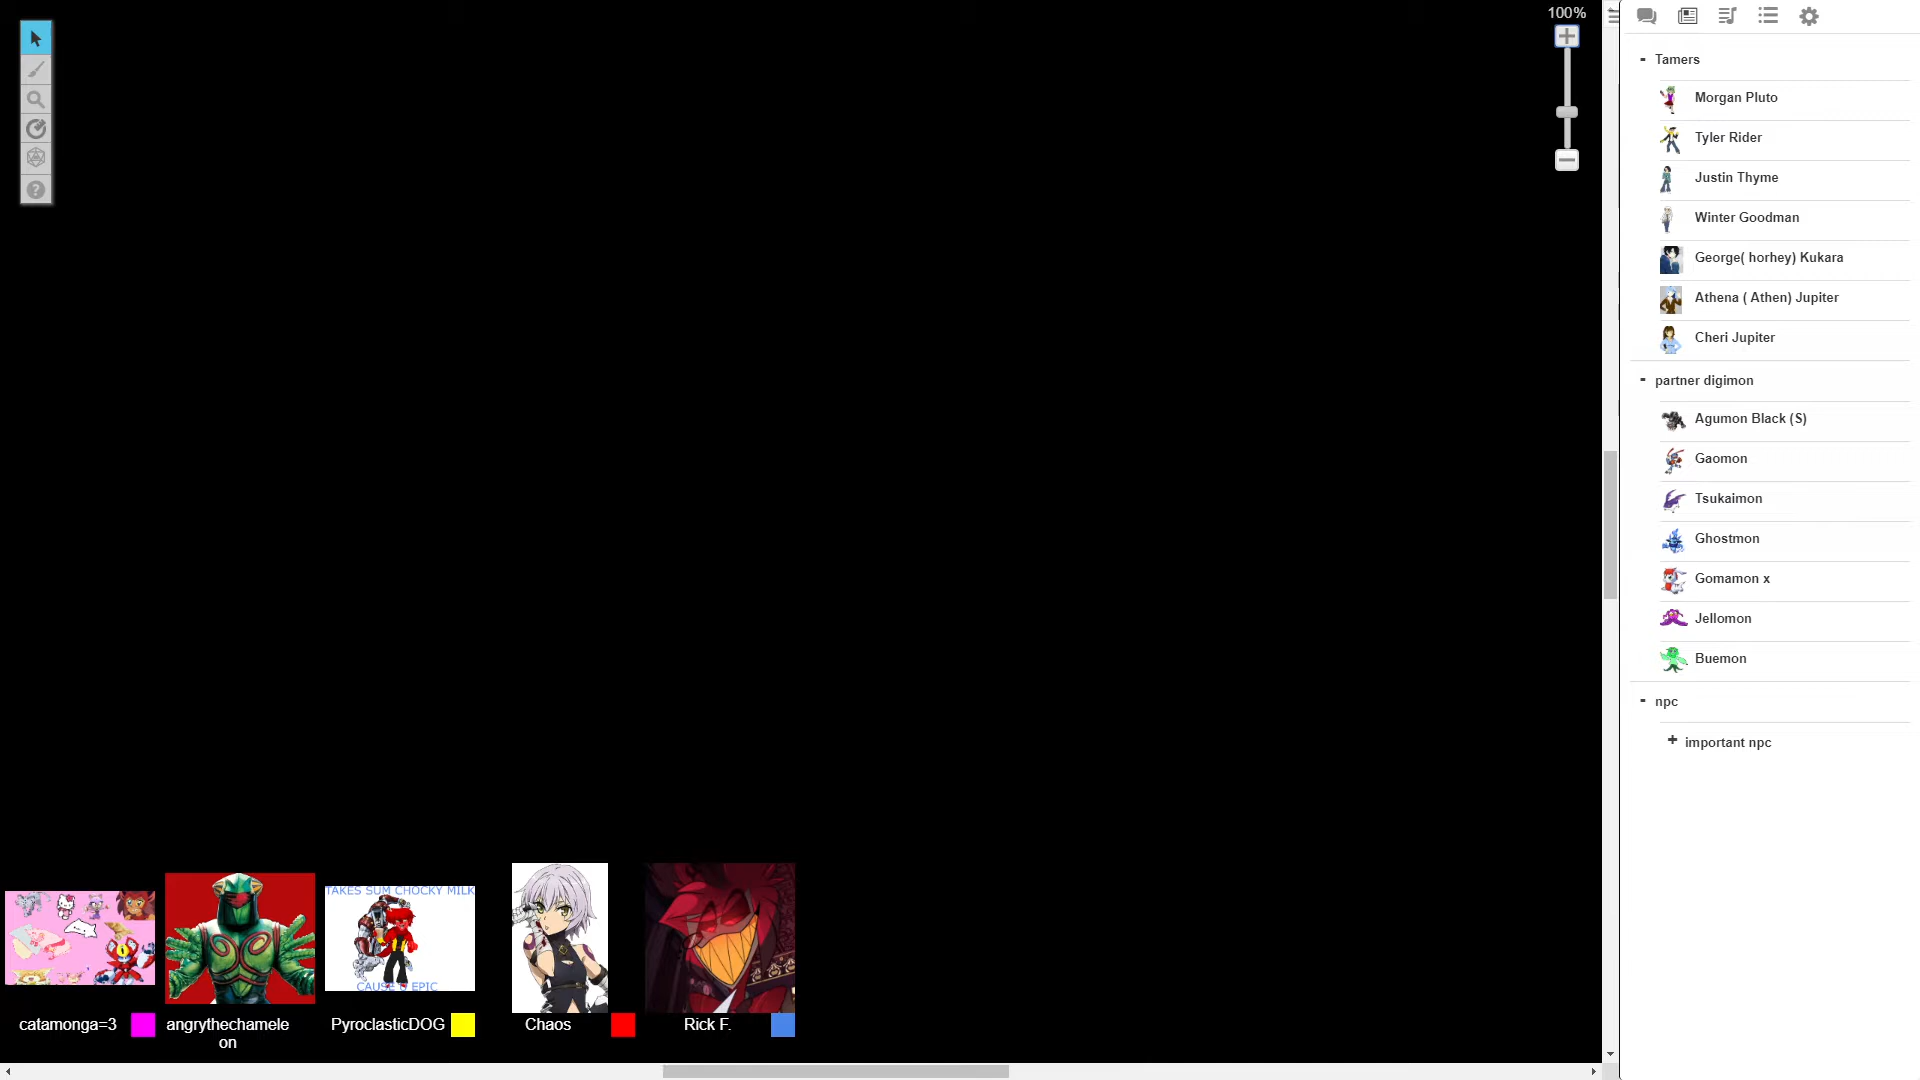 100%
Tamers
Morgan Pluto
Tyler Rider
Justin Thyme
Winter Goodman
George( horhey) Kukara
Athena ( Athen) Jupiter
Cheri Jupiter
partner digimon
Agumon Black (S)
Gaomon
Tsukaimon
Ghostmon
Gomamon x
Jellomon
Buemon
npc
important npc
TAKES SUM CHOCKY MILK
CAUSE U EPIC
catamonga=3
angrythechamele
on
PyroclasticDOG
Chaos
Rick F.